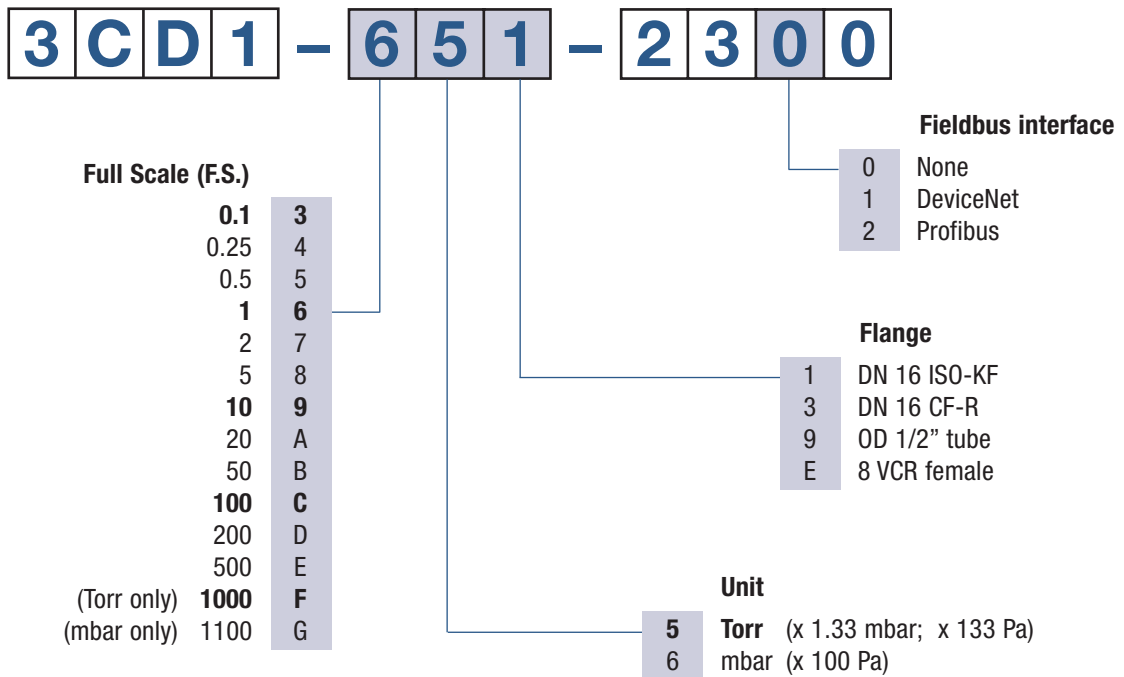 3CD1 – 651 – 2300
Fieldbus interface
0 None
1 DeviceNet
2 Profibus
Full Scale (F.S.)
0.1 3
0.25 4
0.5 5
1 6
2 7
5 8
10 9
20 A
50 B
100 C
200 D
500 E
(Torr only) 1000 F
(mbar only) 1100 G
Flange
1 DN 16 ISO-KF
3 DN 16 CF-R
9 OD 1/2” tube
E 8 VCR female
Unit
5 Torr (x 1.33 mbar; x 133 Pa)
6 mbar (x 100 Pa)